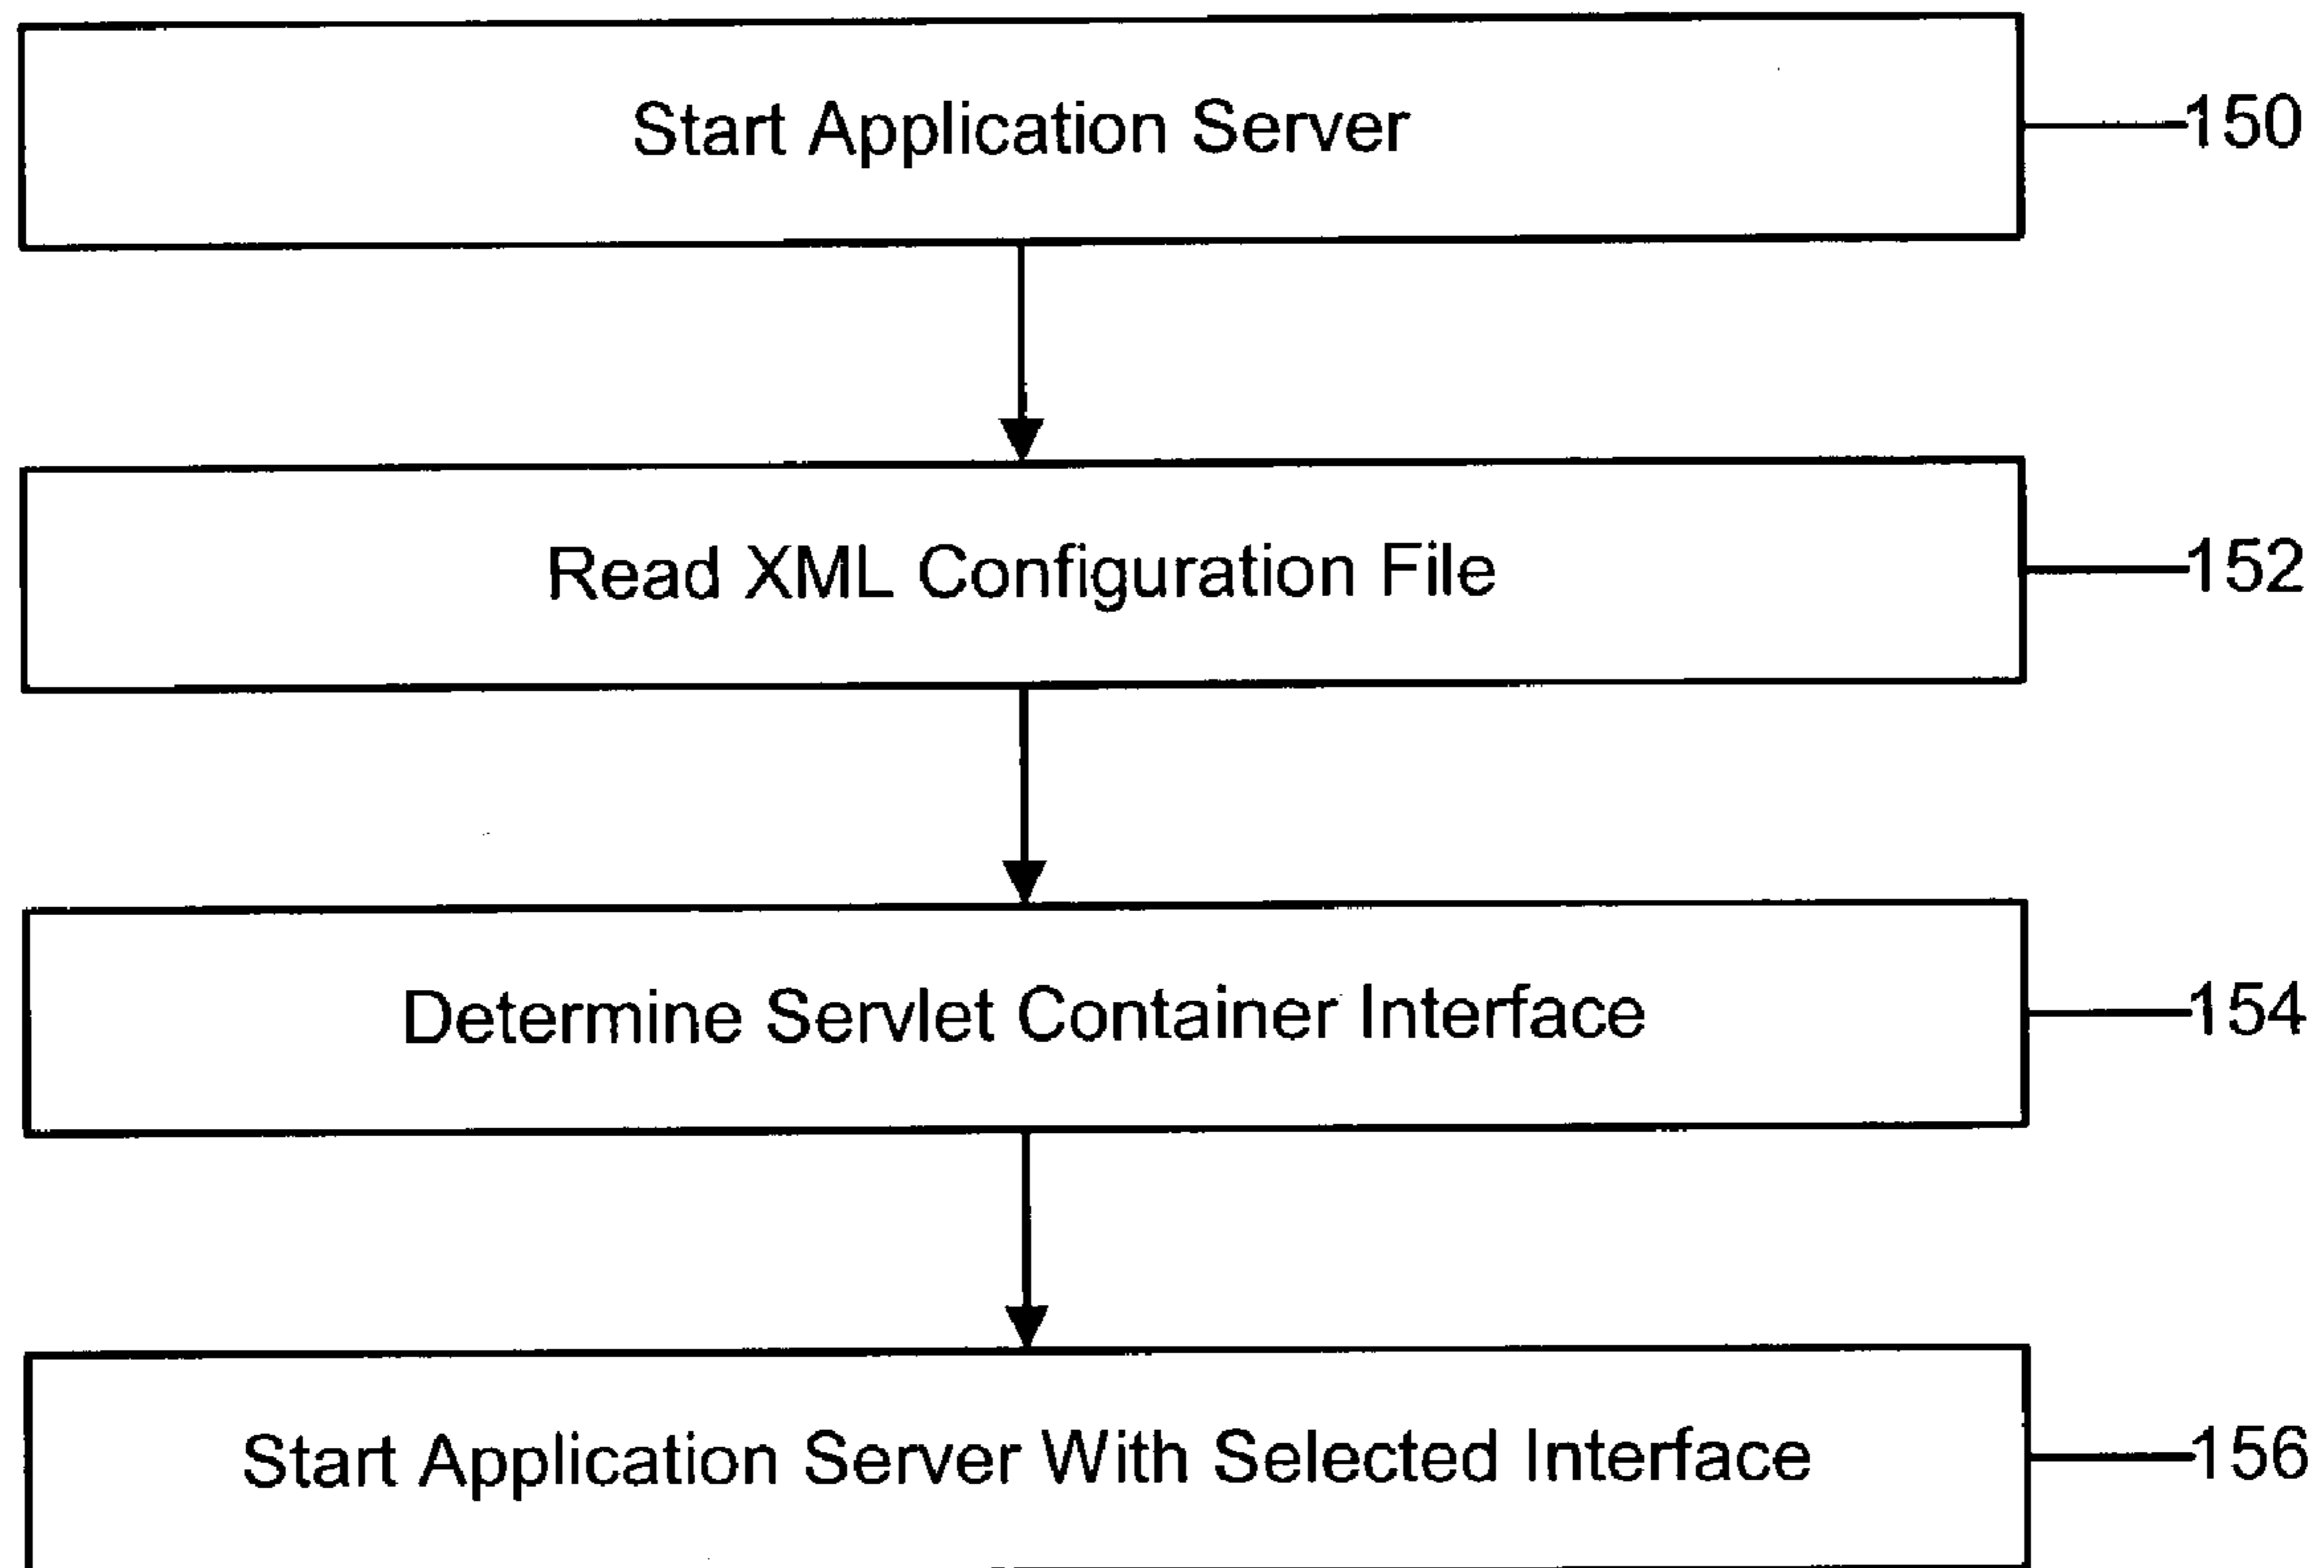 Start Application Server
150
Read XML Configuration File
152
Determine Servlet Container Interface
154
Start Application Server With Selected Interface
156